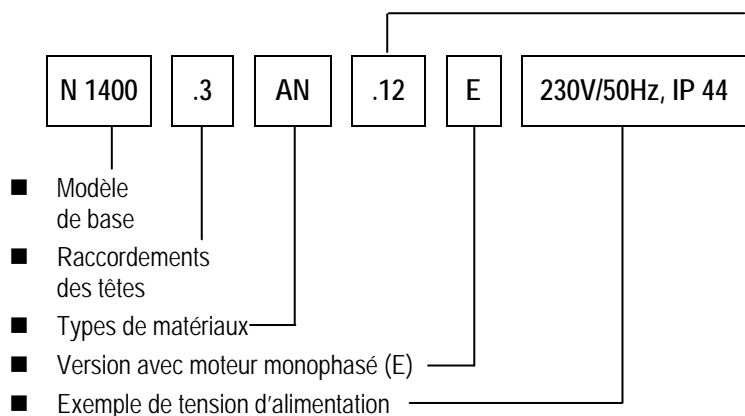 N 1400 .3 AN .12 E 230V/50Hz, IP 44
■ Modèle
de base
■ Raccordements
des têtes
■ Types de matériaux
■ Version avec moteur monophasé (E)
■ Exemple de tension d'alimentation